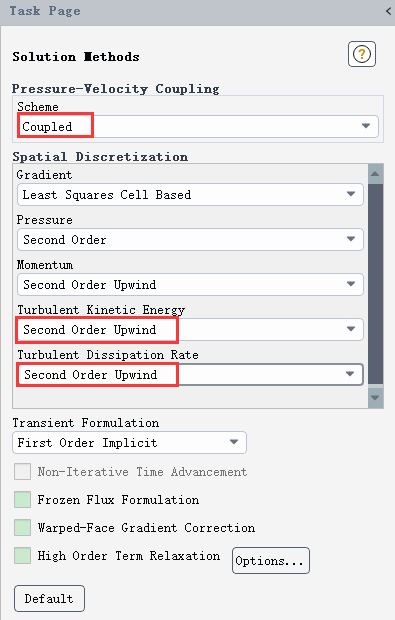 Task Page
Solution Methods
?
Pressure-Velocity Coupling
Scheme
Coupled
Spatial Discretization
Gradient
Least Squares Cell Based
Pressure
Second Order
Momentum
Second Order Upwind
Turbulent Kinetic Energy
Second Order Upwind
Turbulent Dissipation Rate
Second Order Upwind
Transient Formulation
First Order Implicit
Non-Iterative Time Advancement
Frozen Flux Formulation
Warped-Face Gradient Correction
High Order Term Relaxation Options...
Default